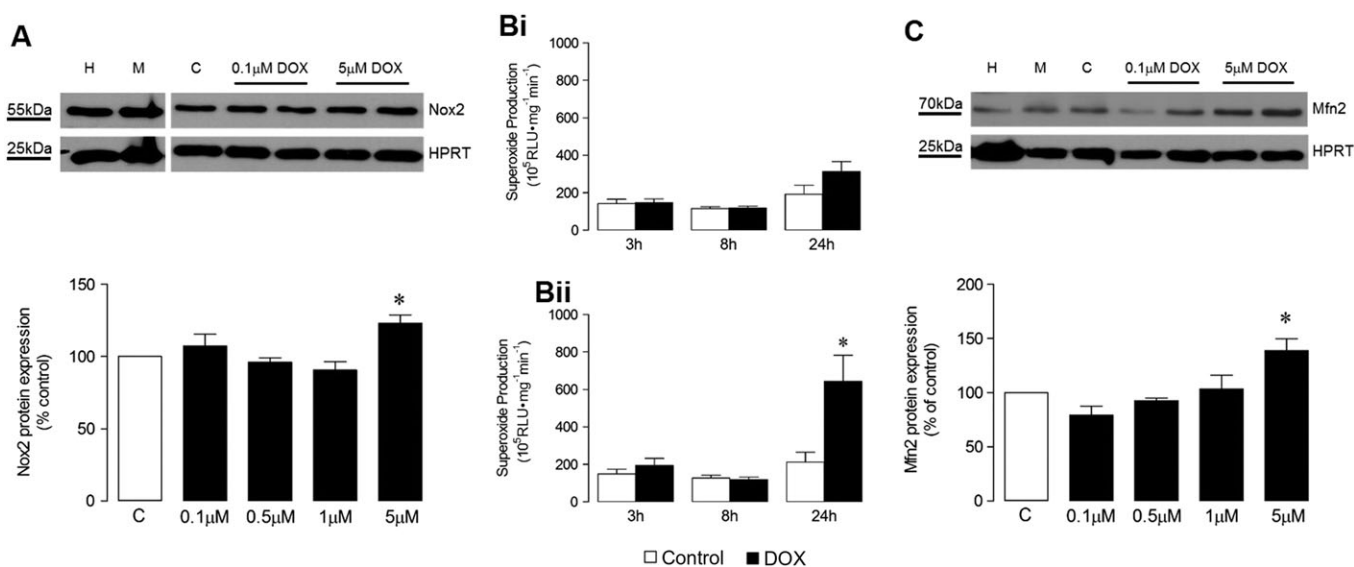 A
H M C 0.1μM DOX 5μM DOX
55kDa Nox2
25kDa HPRT
Nox2 protein expression
(% control)
150
100
50
0
C 0.1μM 0.5μM 1μM 5μM
*
Bi
Superoxide Production
(10⁵RLU•mg⁻¹min⁻¹)
1000
800
600
400
200
0
3h 8h 24h
Bii
Superoxide Production
(10⁵RLU•mg⁻¹min⁻¹)
1000
800
600
400
200
0
*
3h 8h 24h
Control DOX
C
H M C 0.1μM DOX 5μM DOX
70kDa Mfn2
25kDa HPRT
Mfn2 protein expression
(% of control)
200
150
100
50
0
*
C 0.1μM 0.5μM 1μM 5μM